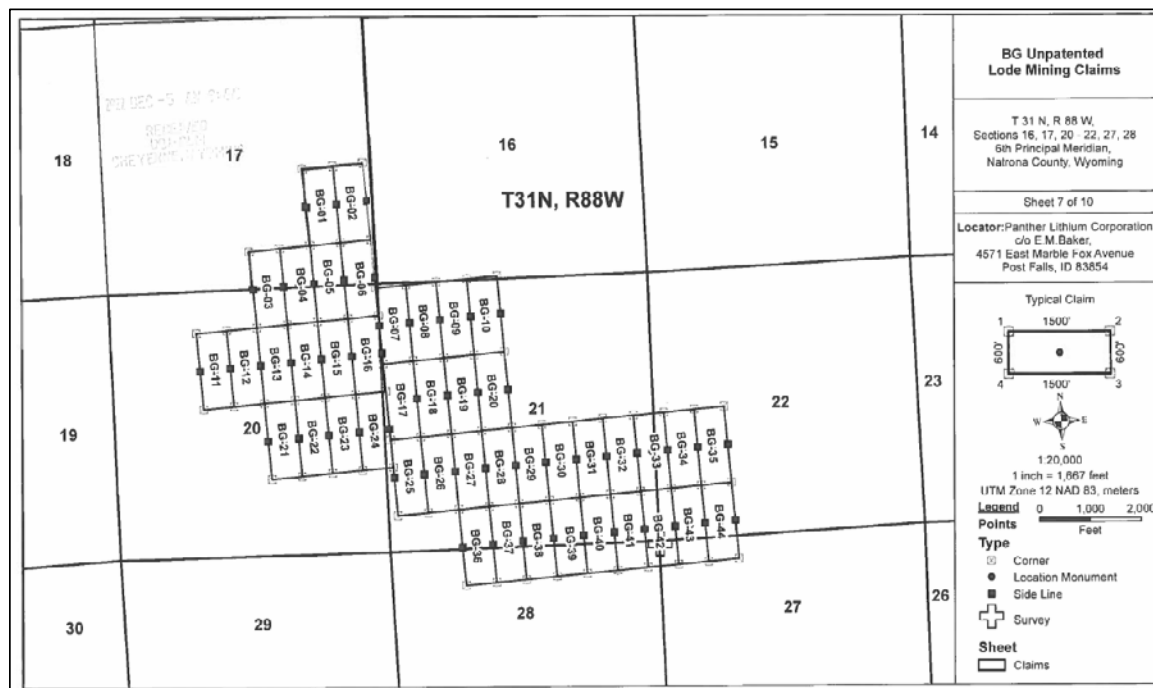 BG Unpatented
Lode Mining Claims
T 31 N, R 88 W,
Sections 16, 17, 20 - 22, 27, 28
6th Principal Meridian,
Natrona County, Wyoming
Sheet 7 of 10
Locator:Panther Lithium Corporation
c/o E.M.Baker,
4571 East Marble Fox Avenue
Post Falls, ID 83854
Typical Claim
1 1500' 2
600' 600'
4 1500' 3
N
W E
S
1:20,000
1 inch = 1,667 feet
UTM Zone 12 NAD 83, meters
Legend 0 1,000 2,000
Feet
Points
Type
Corner
Location Monument
Side Line
Survey
Sheet
Claims
18
17
16
15
14
RECEIVED
CHEYENNE, WYOMING
T31N, R88W
BG-01
BG-02
BG-03
BG-04
BG-05
BG-06
BG-07
BG-08
BG-09
BG-10
BG-11
BG-12
BG-13
BG-14
BG-15
BG-16
BG-17
BG-18
BG-19
BG-20
19
20
21
22
23
BG-21
BG-22
BG-23
BG-24
BG-25
BG-26
BG-27
BG-28
BG-29
BG-30
BG-31
BG-32
BG-33
BG-34
BG-35
BG-36
BG-37
BG-38
BG-39
BG-40
BG-41
BG-42
BG-43
BG-44
30
29
28
27
26